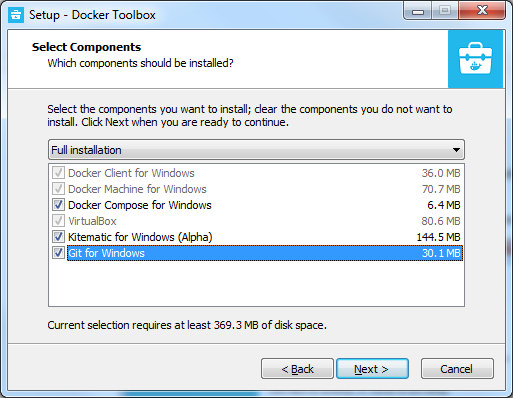 Setup - Docker Toolbox
Select Components
Which components should be installed?
Select the components you want to install; clear the components you do not want to
install. Click Next when you are ready to continue.
Full installation
Docker Client for Windows 36.0 MB
Docker Machine for Windows 70.7 MB
Docker Compose for Windows 6.4 MB
VirtualBox 80.6 MB
Kitematic for Windows (Alpha) 144.5 MB
Git for Windows 30.1 MB
Current selection requires at least 369.3 MB of disk space.
< Back Next > Cancel